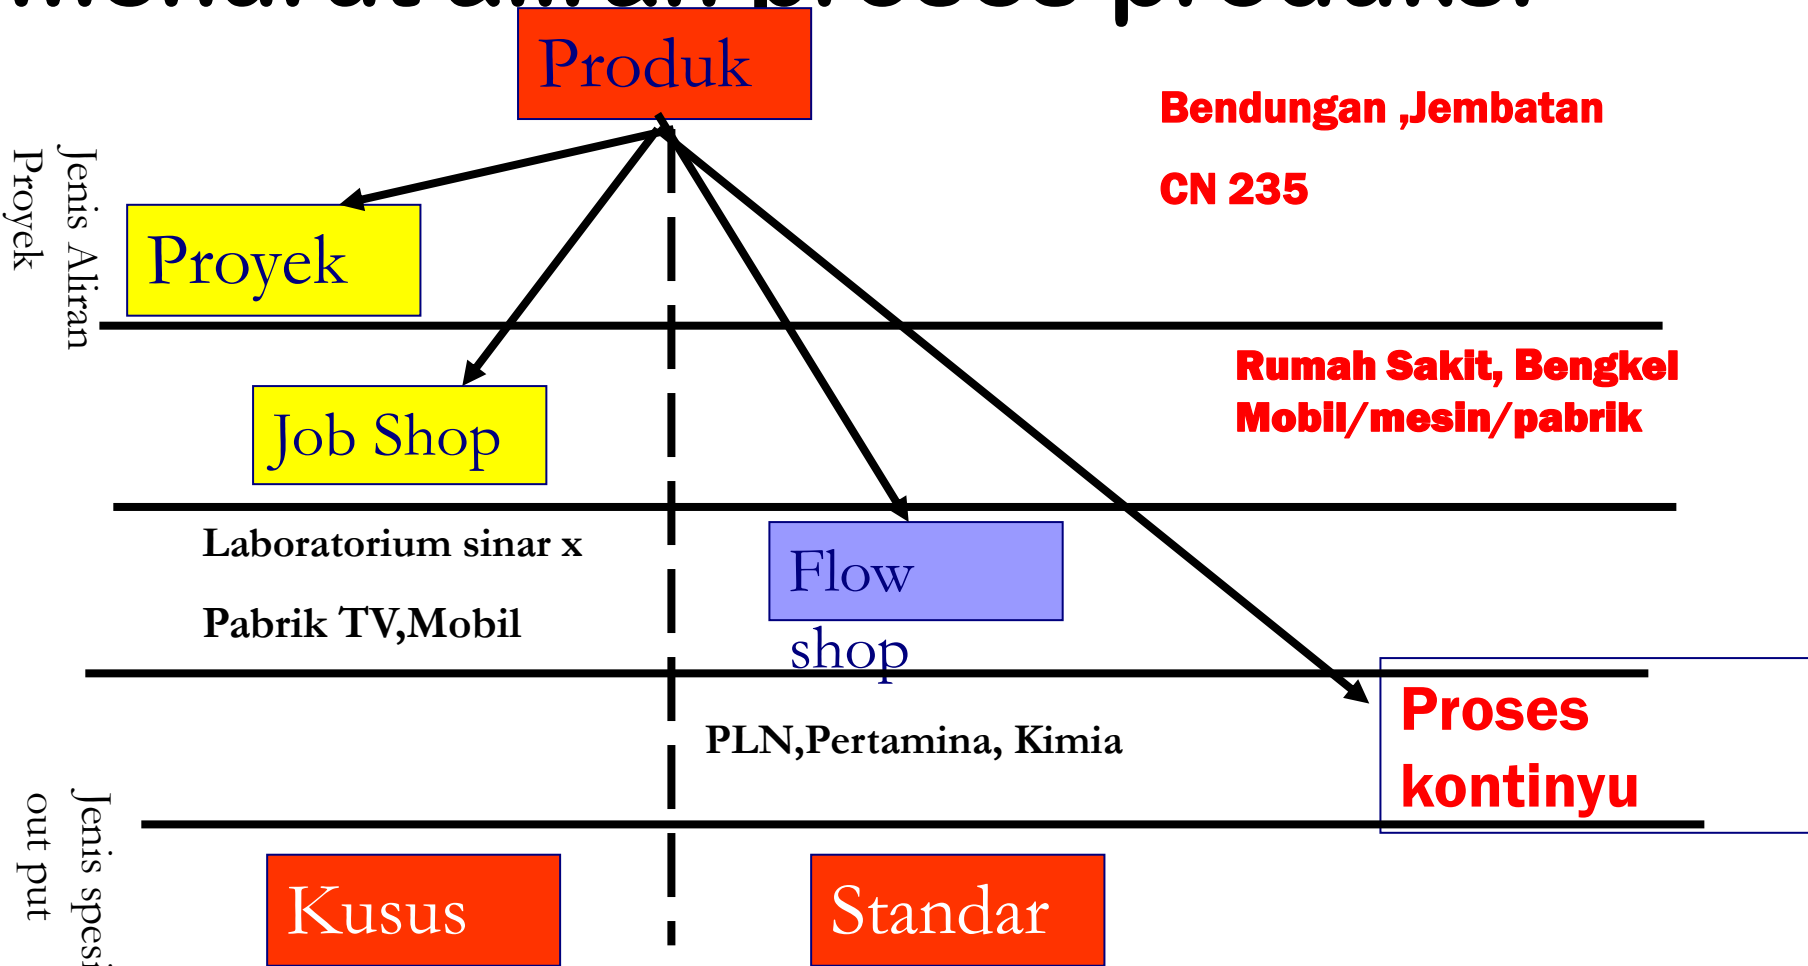 Produk
Bendungan ,Jembatan
CN 235
Jenis Aliran
Proyek
Proyek
Rumah Sakit, Bengkel
Mobil/mesin/pabrik
Job Shop
Laboratorium sinar x
Pabrik TV,Mobil
Flow
shop
PLN,Pertamina, Kimia
Proses
kontinyu
Jenis
out put
Kusus
Standar